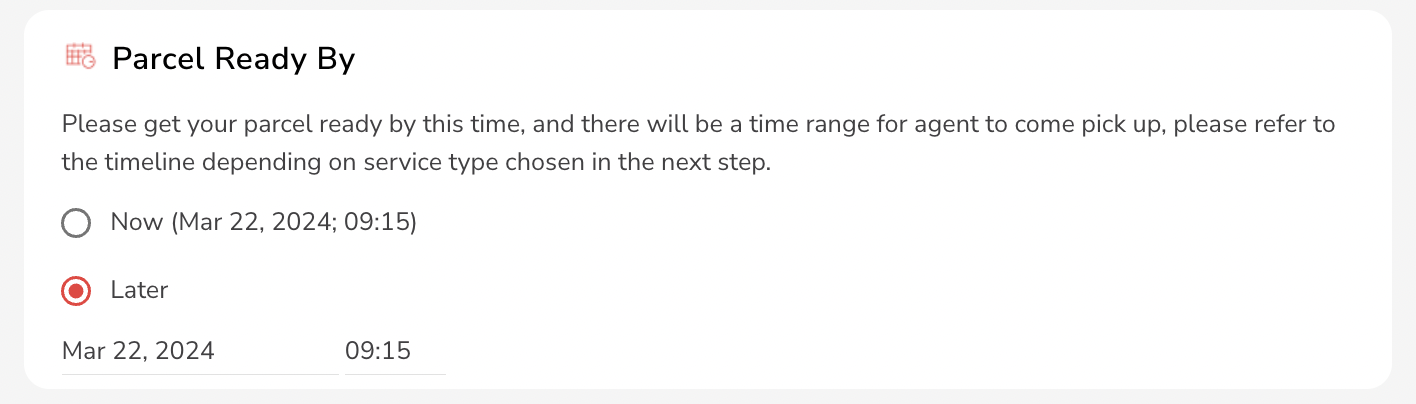 Parcel Ready By
Please get your parcel ready by this time, and there will be a time range for agent to come pick up, please refer to
the timeline depending on service type chosen in the next step.
Now (Mar 22, 2024; 09:15)
Later
Mar 22, 2024 09:15